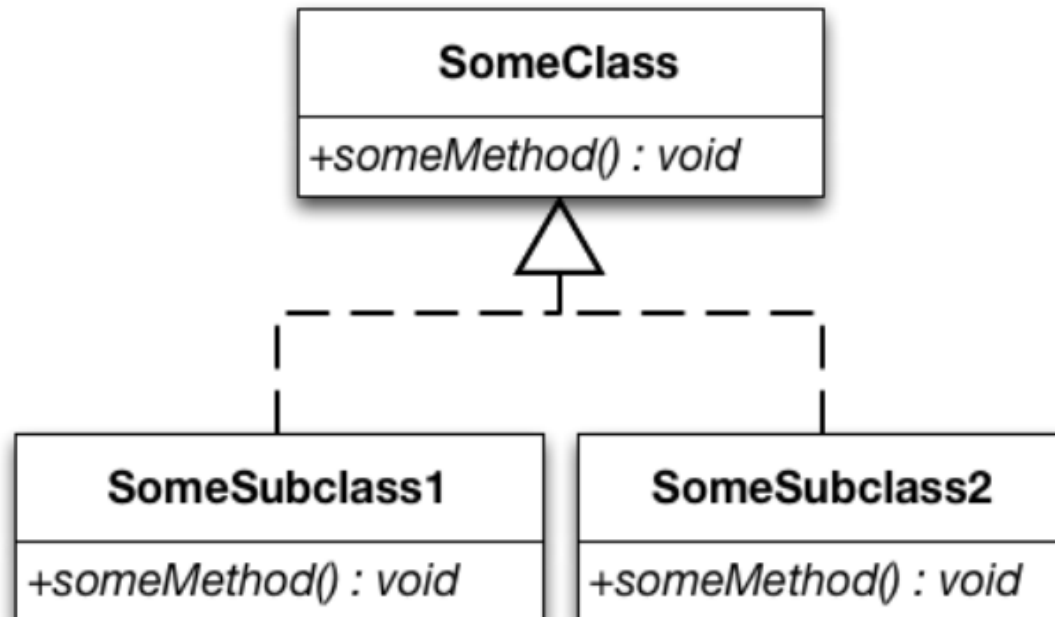 SomeClass
+someMethod() : void
SomeSubclass1
SomeSubclass2
+someMethod() : void
+someMethod() : void